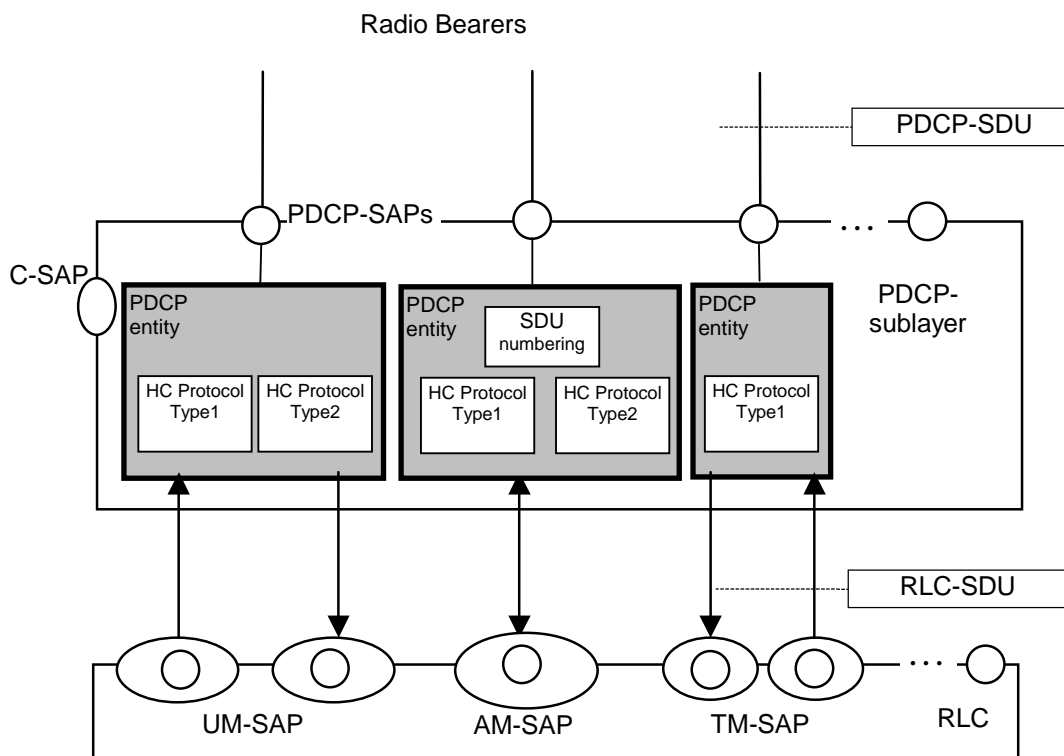 Radio Bearers
PDCP-SDU
PDCP-SAPs
...
C-SAP
PDCP
entity
HC Protocol
Type1
HC Protocol
Type2
PDCP
entity
SDU
numbering
HC Protocol
Type1
HC Protocol
Type2
PDCP
entity
HC Protocol
Type1
PDCP-
sublayer
RLC-SDU
...
UM-SAP
AM-SAP
TM-SAP
RLC